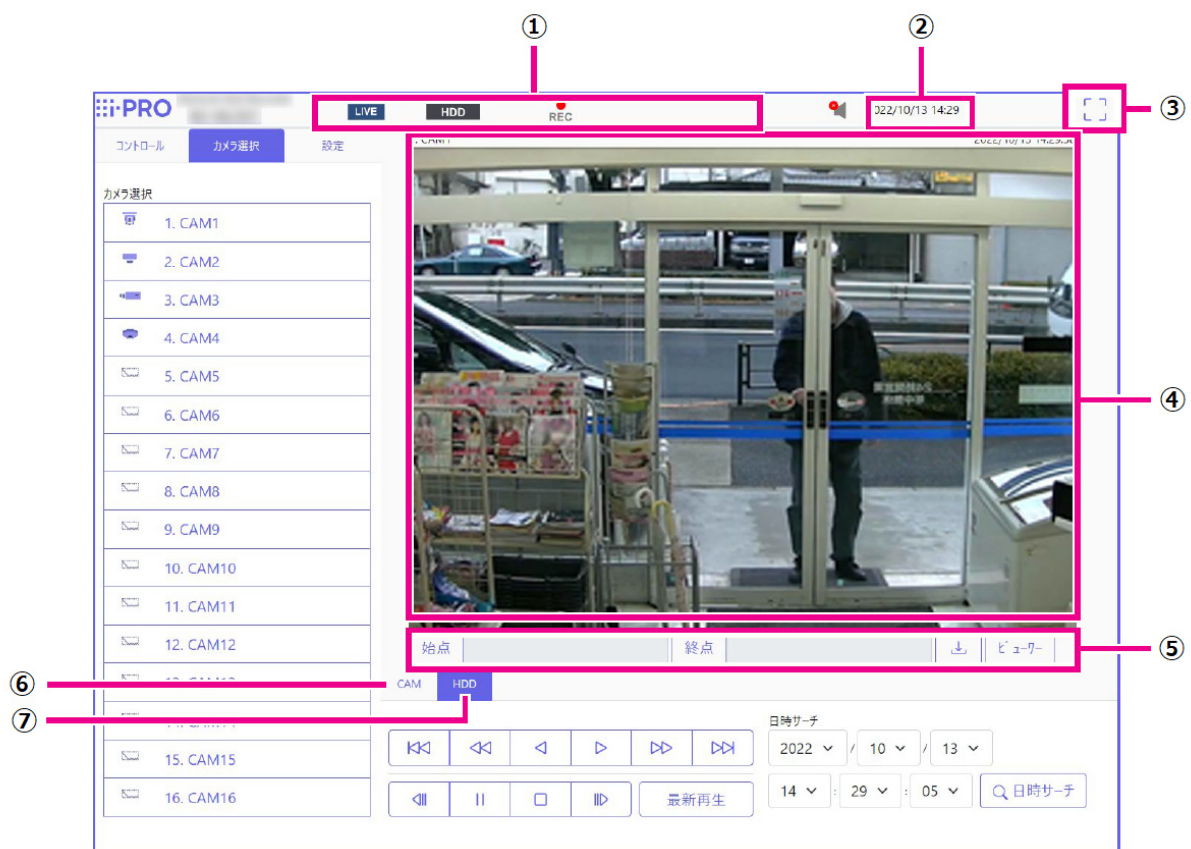 ①
②
③
i-PRO
LIVE HDD REC 022/10/13 14:29
コントロール カメラ選択 設定
カメラ選択
1. CAM1
2. CAM2
3. CAM3
4. CAM4
5. CAM5
6. CAM6
7. CAM7
8. CAM8
9. CAM9
10. CAM10
11. CAM11
12. CAM12
15. CAM15
16. CAM16
④
始点 終点 ビューワー
⑤
⑥
CAM HDD
⑦
日時サーチ
2022 / 10 / 13
14 : 29 : 05 日時サーチ
最新再生